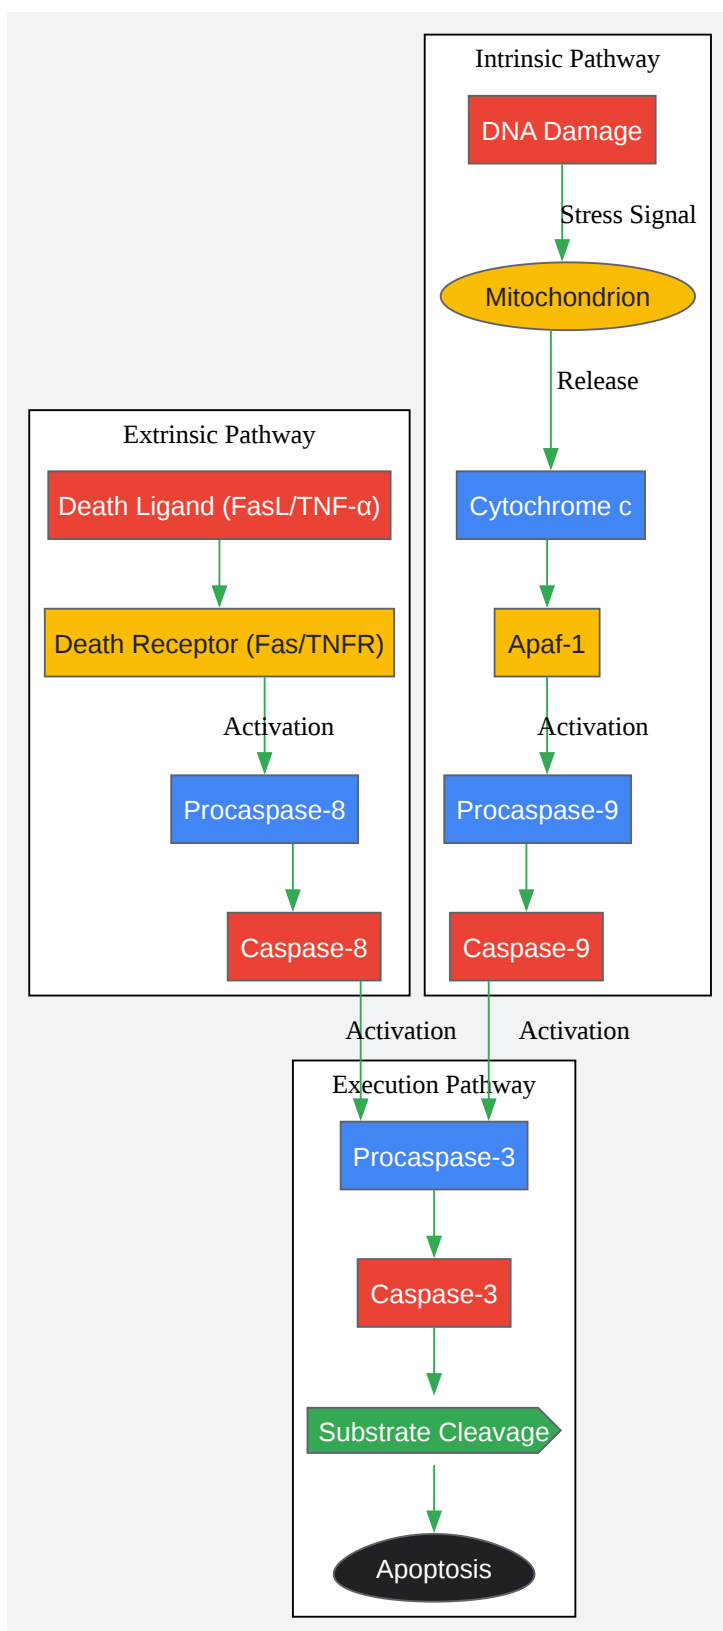 Intrinsic Pathway
DNA Damage
Stress Signal
Mitochondrion
Release
Extrinsic Pathway
Death Ligand (FasL/TNF-α)
Cytochrome c
Death Receptor (Fas/TNFR)
Apaf-1
Activation
Activation
Procaspase-8
Procaspase-9
Caspase-8
Caspase-9
Activation
Activation
Execution Pathway
Procaspase-3
Caspase-3
Substrate Cleavage
Apoptosis